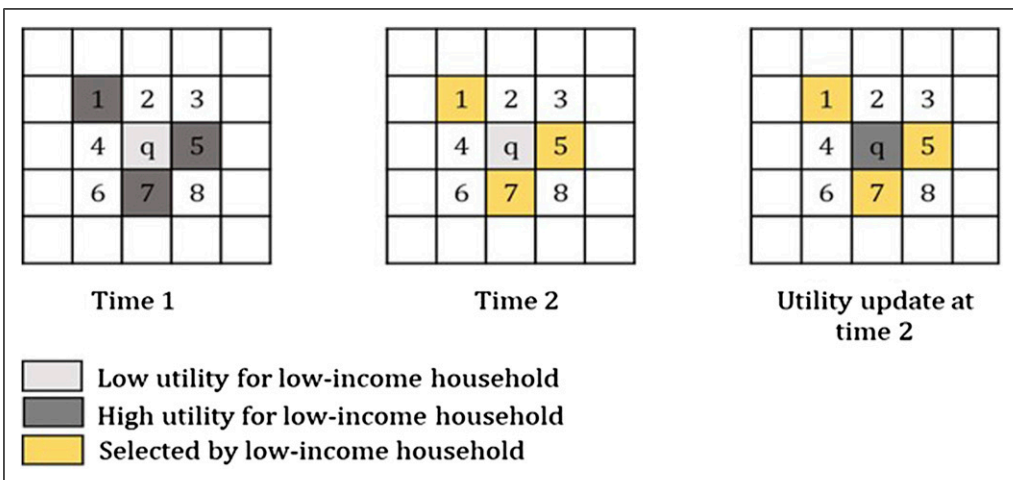 1 2 3
4 q 5
6 7 8
Time 1
1 2 3
4 q 5
6 7 8
Time 2
1 2 3
4 q 5
6 7 8
Utility update at
time 2
Low utility for low-income household
High utility for low-income household
Selected by low-income household